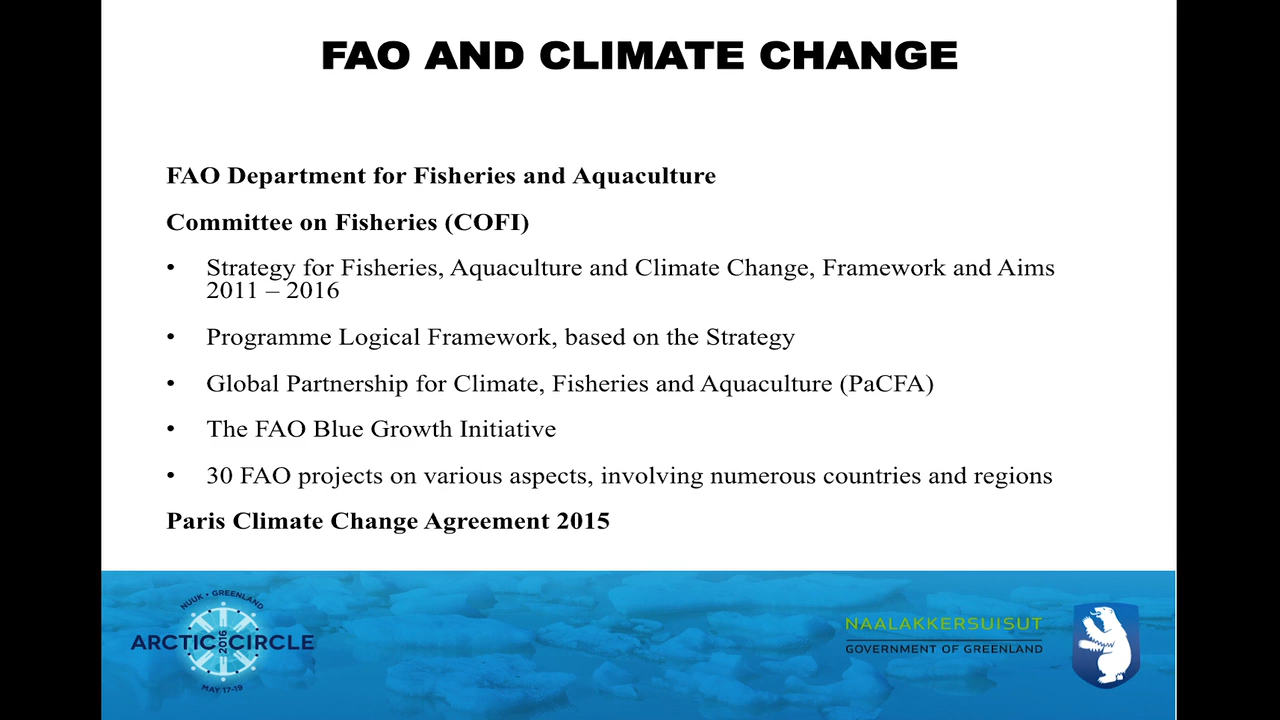 FAO AND CLIMATE CHANGE
FAO Department for Fisheries and Aquaculture
Committee on Fisheries (COFI)
• Strategy for Fisheries, Aquaculture and Climate Change, Framework and Aims
2011 – 2016
• Programme Logical Framework, based on the Strategy
• Global Partnership for Climate, Fisheries and Aquaculture (PaCFA)
• The FAO Blue Growth Initiative
• 30 FAO projects on various aspects, involving numerous countries and regions
Paris Climate Change Agreement 2015
NUUK • GREENLAND
ARCTIC 2016 CIRCLE
MAY 17-19
NAALAKKERSUISUT
GOVERNMENT OF GREENLAND